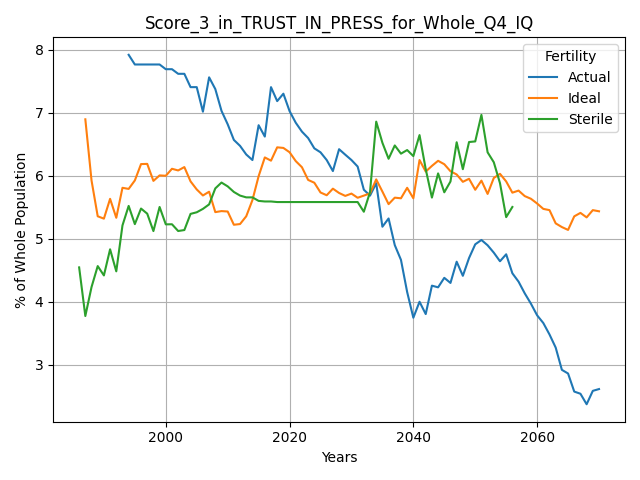 Score_3_in_TRUST_IN_PRESS_for_Whole_Q4_IQ
Fertility
Actual
Ideal
Sterile
% of Whole Population
8
7
6
5
4
3
2000
2020
2040
2060
Years